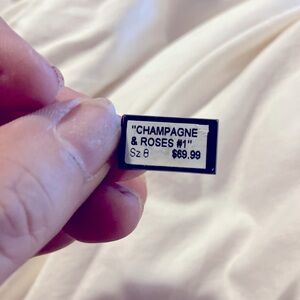 "CHAMPAGNE
& ROSES #1"
Sz 8 $69.99